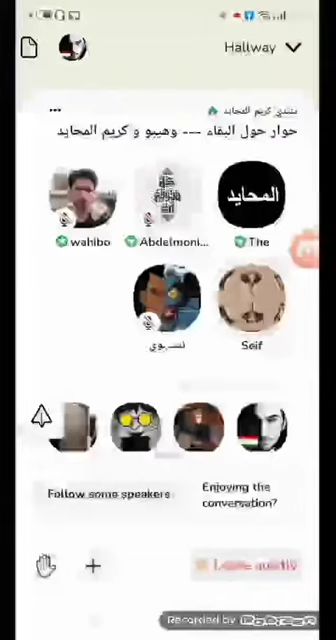 Hallway
منتدى كريم المحايد
حوار حول البقاء --- وهيبو و كريم المحايد
المحايد
wahibo
Abdelmoni...
The
نسيوي
Seif
Follow some speakers
Enjoying the
conversation?
Leave quietly
Recorded by